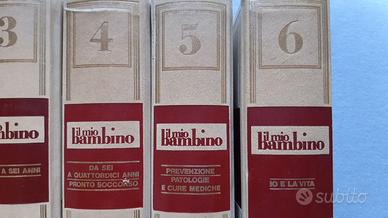 3
mio
bambino
A SEI ANNI
4
il mio
bambino
DA SEI
A QUATTORDICI ANNI
PRONTO SOCCORSO
5
il mio
bambino
PREVENZIONE
PATOLOGIE
E CURE MEDICHE
6
il mio
bambino
IO E LA VITA
subito